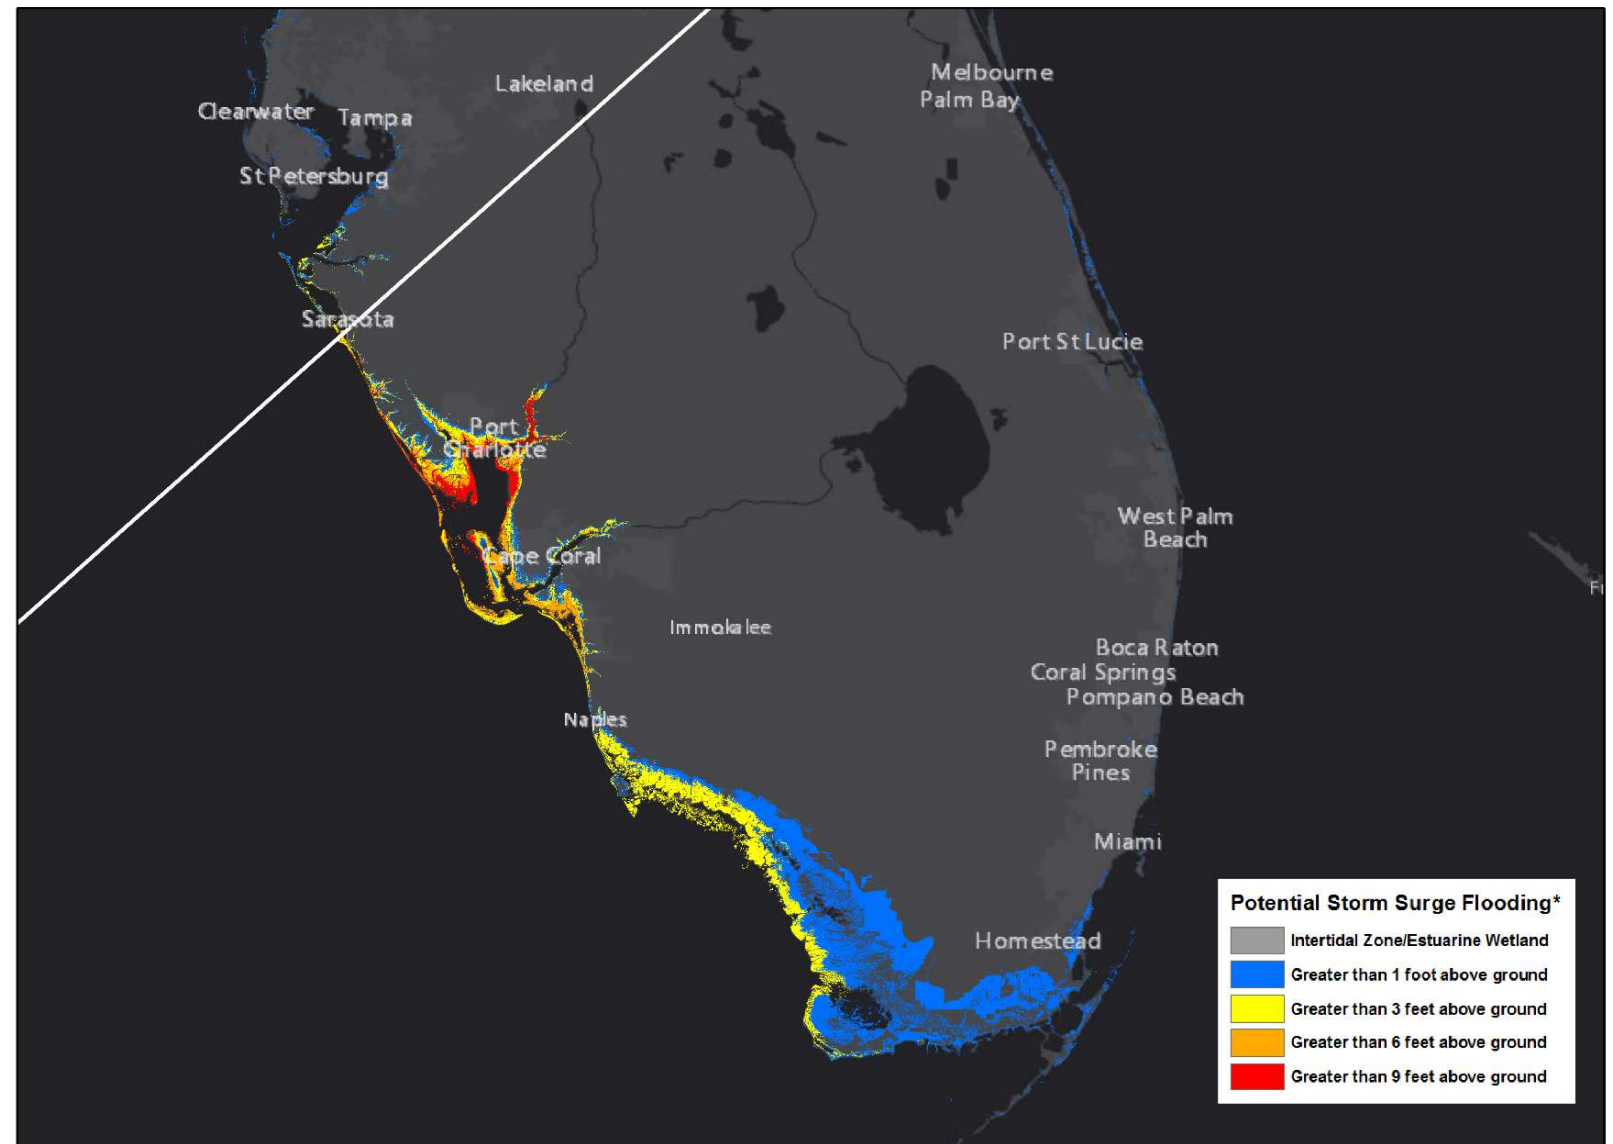 Melbourne
Lakeland
Palm Bay
Clearwater
Tampa
St Petersburg
Sarasota
Port St Lucie
Port
Charlotte
West Palm
Beach
Cape Coral
Immokalee
Boca Raton
Coral Springs
Pompano Beach
Naples
Pembroke
Pines
Miami
Homestead
Potential Storm Surge Flooding*
Intertidal Zone/Estuarine Wetland
Greater than 1 foot above ground
Greater than 3 feet above ground
Greater than 6 feet above ground
Greater than 9 feet above ground